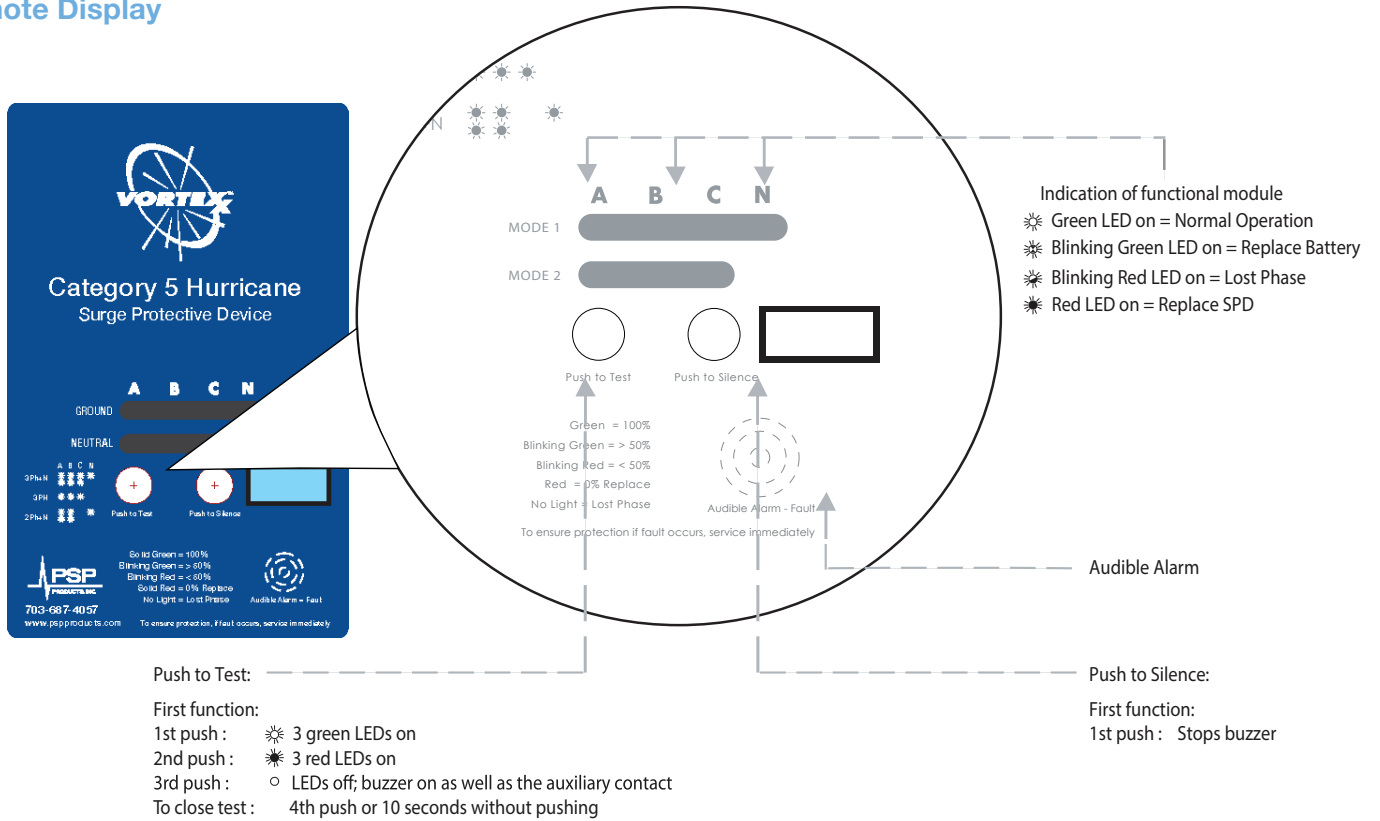 note Display
VORTEX
Category 5 Hurricane
Surge Protective Device
A B C N
GROUND
NEUTRAL
A B C N
3Ph+N
3PH
2Ph+N
Push to Test
Push to Silence
Solid Green = 100%
Blinking Green = > 60%
Blinking Red = < 60%
Solid Red = 0% Replace
No Light = Lost Phase
Audible Alarm = Fault
PSP
PRODUCTS INC
703-687-4057
www.pspproducts.com
To ensure protection, if fault occurs, service immediately
N
A B C N
MODE 1
MODE 2
Push to Test
Push to Silence
Green = 100%
Blinking Green = > 50%
Blinking Red = < 50%
Red = 0% Replace
No Light = Lost Phase
Audible Alarm - Fault
To ensure protection if fault occurs, service immediately
Indication of functional module
Green LED on = Normal Operation
Blinking Green LED on = Replace Battery
Blinking Red LED on = Lost Phase
Red LED on = Replace SPD
Audible Alarm
Push to Test:
First function:
1st push : 3 green LEDs on
2nd push : 3 red LEDs on
3rd push : LEDs off; buzzer on as well as the auxiliary contact
To close test : 4th push or 10 seconds without pushing
Push to Silence:
First function:
1st push : Stops buzzer